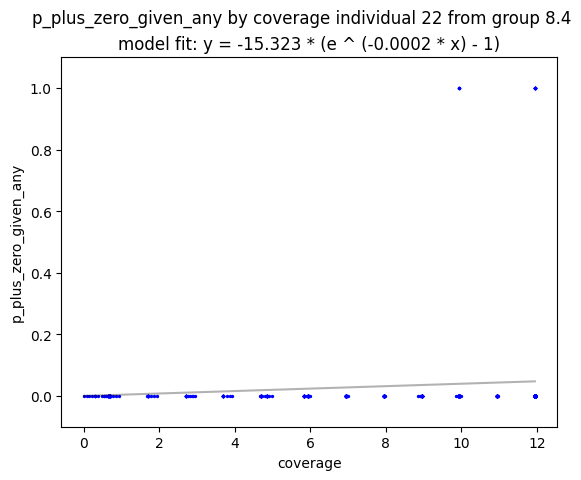 p_plus_zero_given_any by coverage individual 22 from group 8.4
model fit: y = -15.323 * (e ^ (-0.0002 * x) - 1)
1.0
0.8
0.6
0.4
0.2
0.0
p_plus_zero_given_any
0 2 4 6 8 10 12
coverage